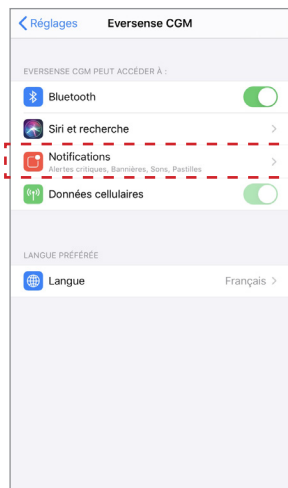 Réglages Eversense CGM
EVERSENSE CGM PEUT ACCÉDER À :
Bluetooth
Siri et recherche
Notifications
Alertes critiques, Bannières, Sons, Pastilles
Données cellulaires
LANGUE PRÉFÉRÉE
Langue Français